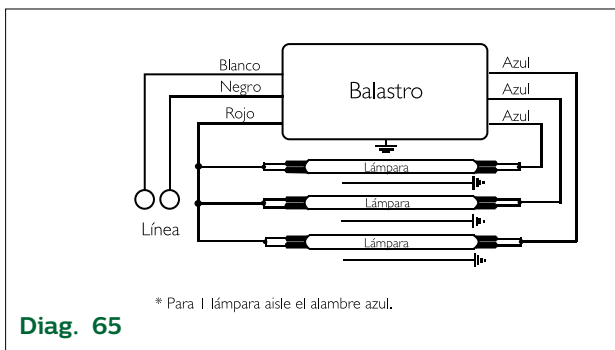 Blanco
Azul
Negro
Balastro
Azul
Rojo
Azul
Lámpara
Lámpara
Línea
Lámpara
* Para 1 lámpara aisle el alambre azul.
Diag. 65